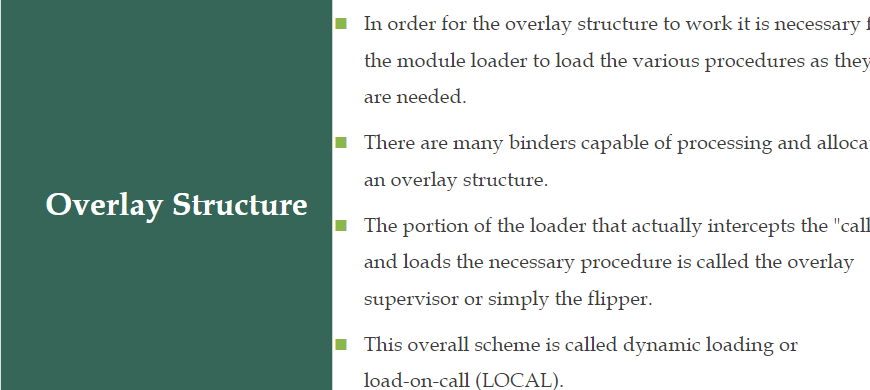 Overlay Structure
In order for the overlay structure to work it is necessary
the module loader to load the various procedures as they
are needed.
There are many binders capable of processing and
an overlay structure.
The portion of the loader that actually intercepts the "call
and loads the necessary procedure is called the overlay
supervisor or simply the flipper.
This overall scheme is called dynamic loading or
load-on-call (LOCAL).